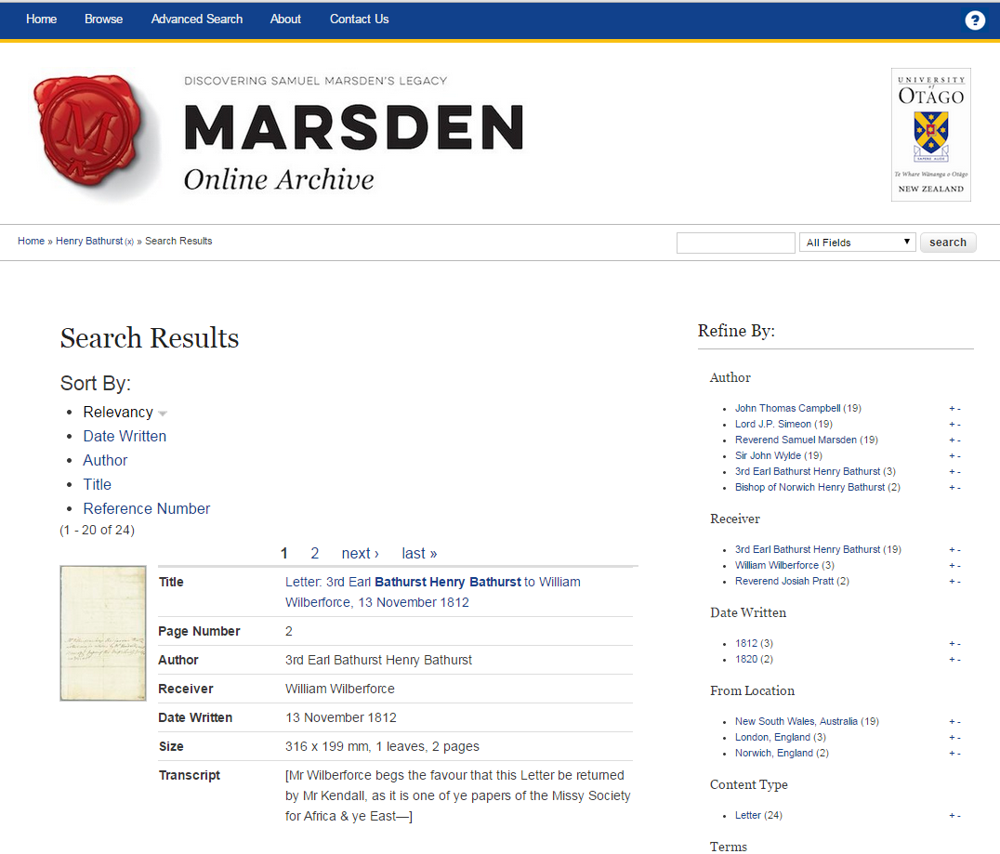 Home Browse Advanced Search About Contact Us ?
DISCOVERING SAMUEL MARSDEN'S LEGACY
MARSDEN
Online Archive
M
UNIVERSITY
of
OTAGO
SAPERE AUDE
Te Whare Wānanga o Otāgo
NEW ZEALAND
Home » Henry Bathurst (x) » Search Results
All Fields ▼ search
Search Results
Sort By:
• Relevancy
• Date Written
• Author
• Title
• Reference Number
(1 - 20 of 24)
1 2 next › last »
Title Letter: 3rd Earl Bathurst Henry Bathurst to William
Wilberforce, 13 November 1812
Page Number 2
Author 3rd Earl Bathurst Henry Bathurst
Receiver William Wilberforce
Date Written 13 November 1812
Size 316 x 199 mm, 1 leaves, 2 pages
Transcript [Mr Wilberforce begs the favour that this Letter be returned
by Mr Kendall, as it is one of ye papers of the Missy Society
for Africa & ye East—]
Refine By:
Author
• John Thomas Campbell (19) + -
• Lord J.P. Simeon (19) + -
• Reverend Samuel Marsden (19) + -
• Sir John Wylde (19) + -
• 3rd Earl Bathurst Henry Bathurst (3) + -
• Bishop of Norwich Henry Bathurst (2) + -
Receiver
• 3rd Earl Bathurst Henry Bathurst (19) + -
• William Wilberforce (3) + -
• Reverend Josiah Pratt (2) + -
Date Written
• 1812 (3) + -
• 1820 (2) + -
From Location
• New South Wales, Australia (19) + -
• London, England (3) + -
• Norwich, England (2) + -
Content Type
• Letter (24) + -
Terms